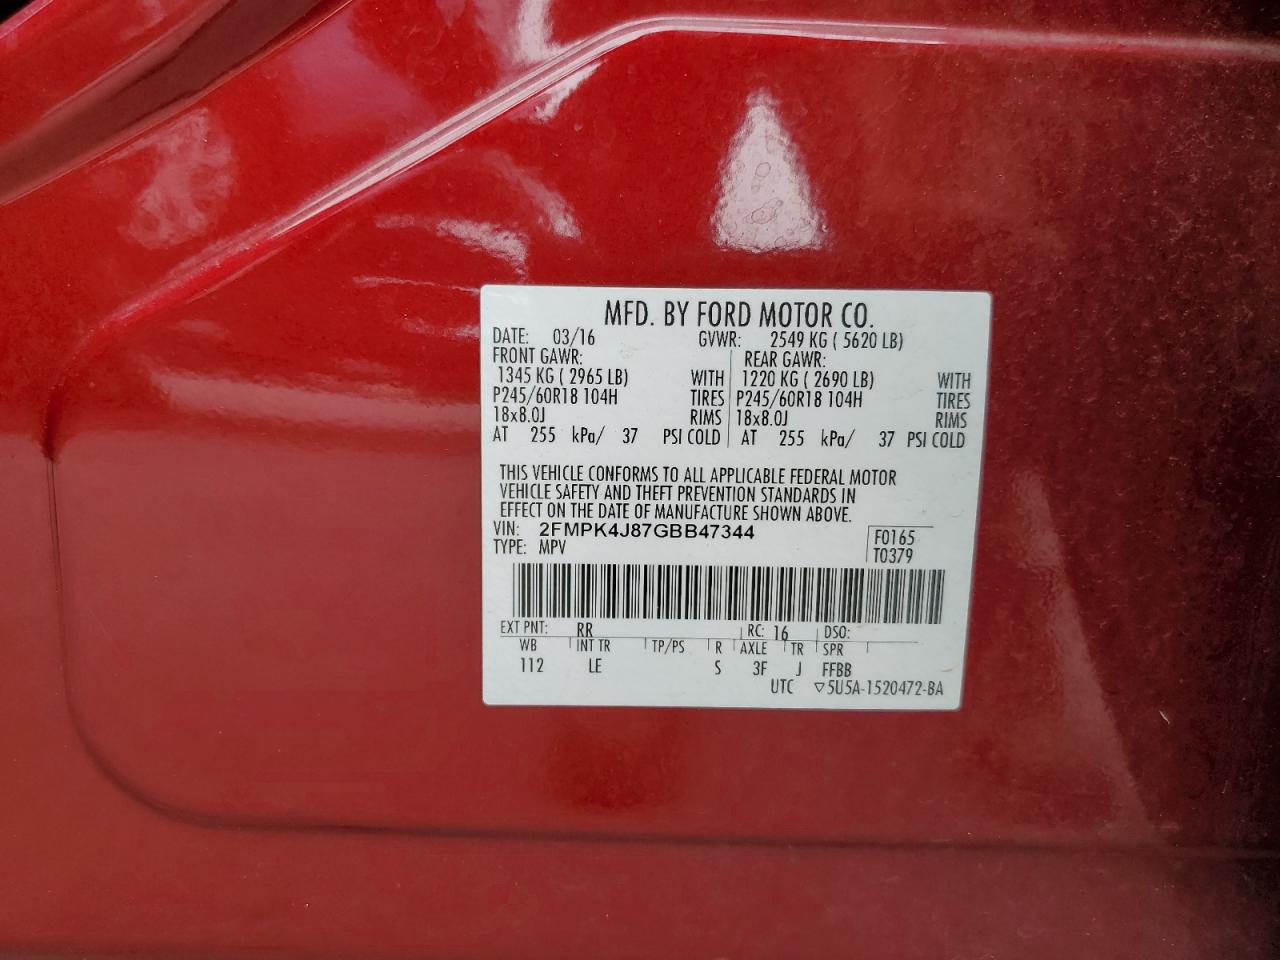 MFD. BY FORD MOTOR CO.
DATE: 03/16 GVWR: 2549 KG ( 5620 LB)
FRONT GAWR: REAR GAWR:
1345 KG ( 2965 LB) WITH 1220 KG ( 2690 LB) WITH
P245/60R18 104H TIRES P245/60R18 104H TIRES
18x8.0J RIMS 18x8.0J RIMS
AT 255 kPa/ 37 PSI COLD AT 255 kPa/ 37 PSI COLD
THIS VEHICLE CONFORMS TO ALL APPLICABLE FEDERAL MOTOR
VEHICLE SAFETY AND THEFT PREVENTION STANDARDS IN
EFFECT ON THE DATE OF MANUFACTURE SHOWN ABOVE.
VIN: 2FMPK4J87GBB47344 F0165
TYPE: MPV T0379
EXT PNT: RR RC: 16 DSO:
WB INT TR TP/PS R AXLE TR SPR
112 LE S 3F J FFBB
UTC ▽5U5A-1520472-BA